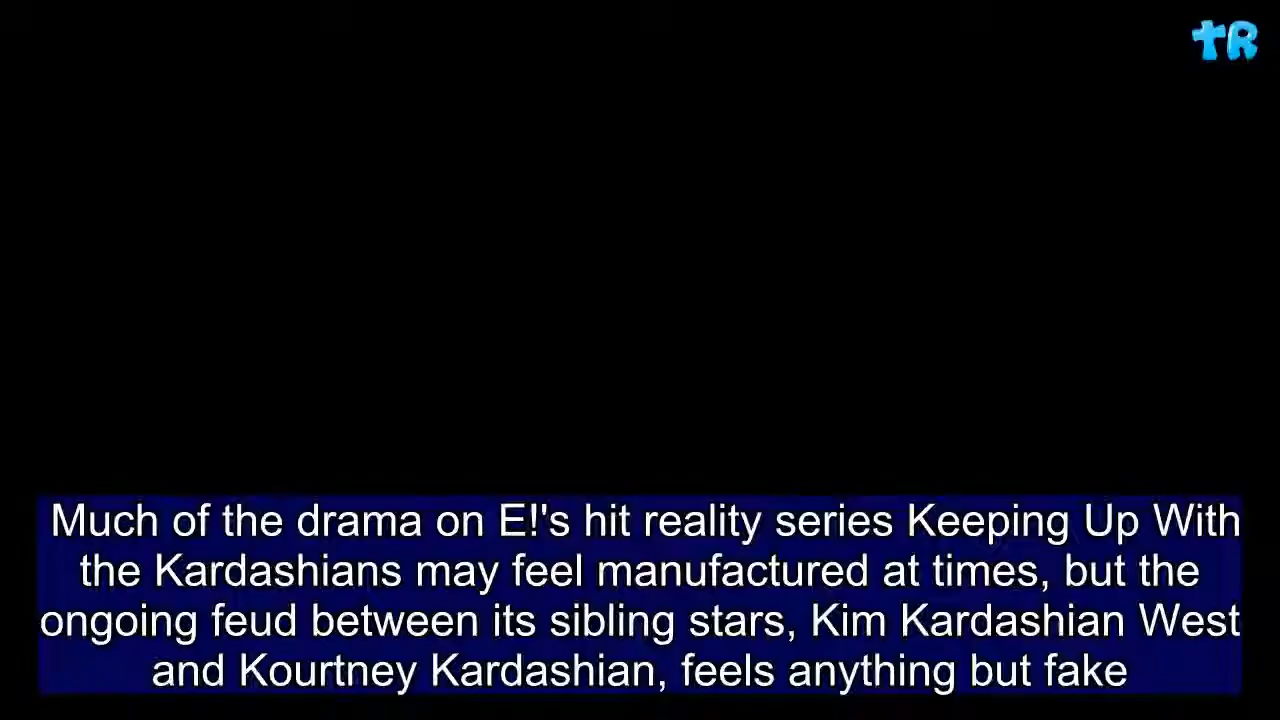 TR
Much of the drama on E!'s hit reality series Keeping Up With
the Kardashians may feel manufactured at times, but the
ongoing feud between its sibling stars, Kim Kardashian West
and Kourtney Kardashian, feels anything but fake